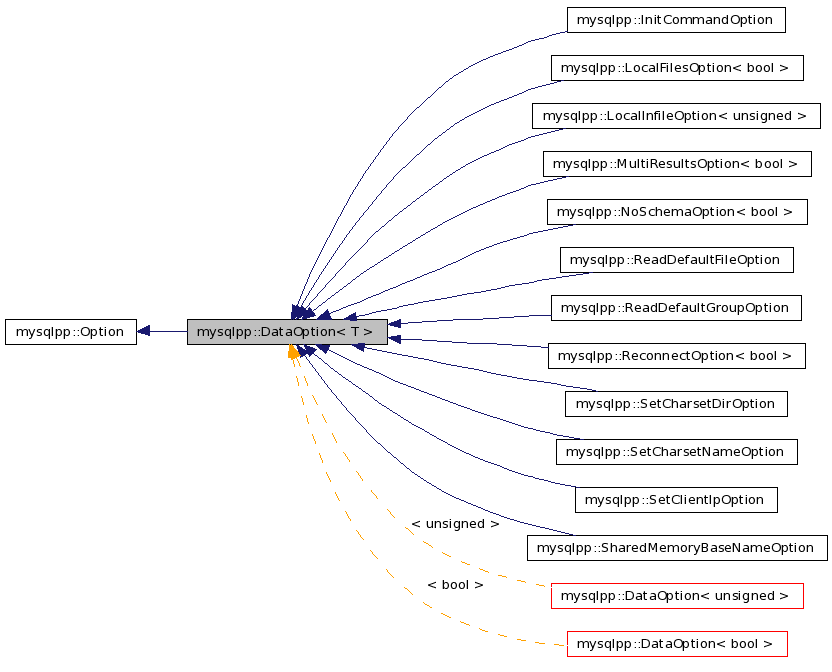 mysqlpp::InitCommandOption
mysqlpp::LocalFilesOption< bool >
mysqlpp::LocalInfileOption< unsigned >
mysqlpp::MultiResultsOption< bool >
mysqlpp::NoSchemaOption< bool >
mysqlpp::ReadDefaultFileOption
mysqlpp::ReadDefaultGroupOption
mysqlpp::Option
mysqlpp::DataOption< T >
mysqlpp::ReconnectOption< bool >
mysqlpp::SetCharsetDirOption
mysqlpp::SetCharsetNameOption
mysqlpp::SetClientIpOption
< unsigned >
mysqlpp::SharedMemoryBaseNameOption
< bool >
mysqlpp::DataOption< unsigned >
mysqlpp::DataOption< bool >